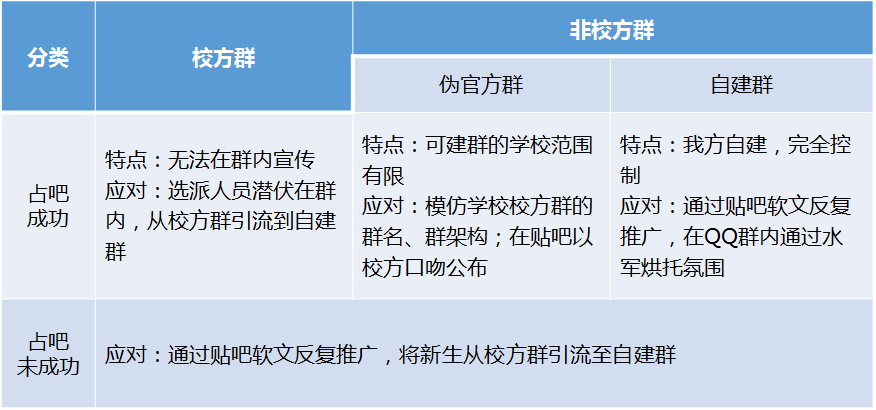 分类
校方群
非校方群
伪官方群
自建群
占吧
成功
特点：无法在群内宣传
应对：选派人员潜伏在群
内，从校方群引流到自建
群
特点：可建群的学校范围
有限
应对：模仿学校校方群的
群名、群架构；在贴吧以
校方口吻公布
特点：我方自建，完全控
制
应对：通过贴吧软文反复
推广，在QQ群内通过水
军烘托氛围
占吧
未成功
应对：通过贴吧软文反复推广，将新生从校方群引流至自建群